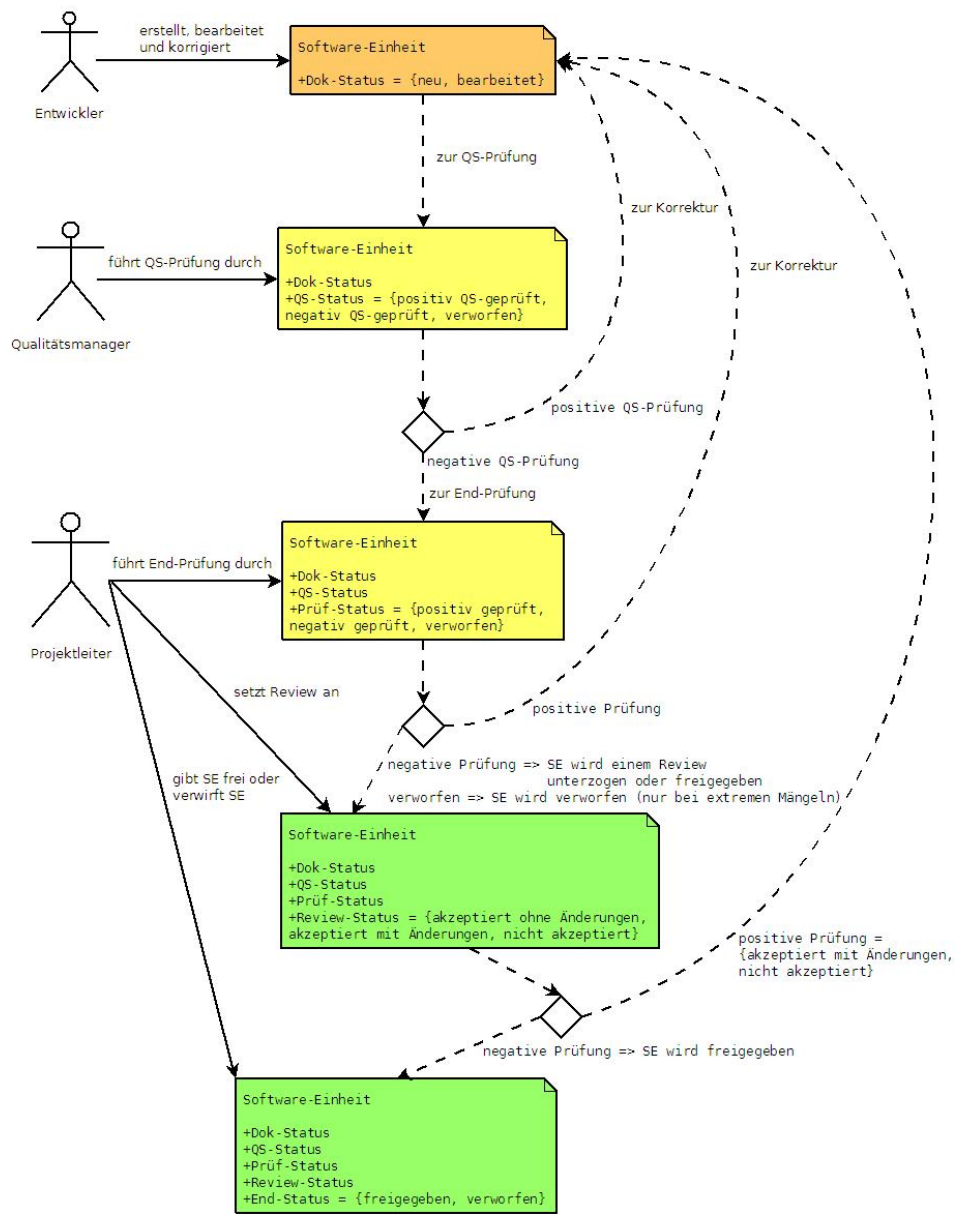 erstellt, bearbeitet
und korrigiert
Entwickler
Software-Einheit
+Dok-Status = {neu, bearbeitet}
zur QS-Prüfung
zur Korrektur
zur Korrektur
Qualitätsmanager
führt QS-Prüfung durch
Software-Einheit
+Dok-Status
+QS-Status = {positiv QS-geprüft,
negativ QS-geprüft, verworfen}
positive QS-Prüfung
negative QS-Prüfung
zur End-Prüfung
Projektleiter
führt End-Prüfung durch
Software-Einheit
+Dok-Status
+QS-Status
+Prüf-Status = {positiv geprüft,
negativ geprüft, verworfen}
setzt Review an
positive Prüfung
gibt SE frei oder
verwirft SE
negative Prüfung => SE wird einem Review
unterzogen oder freigegeben
verworfen => SE wird verworfen (nur bei extremen Mängeln)
Software-Einheit
+Dok-Status
+QS-Status
+Prüf-Status
+Review-Status = {akzeptiert ohne Änderungen,
akzeptiert mit Änderungen, nicht akzeptiert}
positive Prüfung =
{akzeptiert mit Änderungen,
nicht akzeptiert}
negative Prüfung => SE wird freigegeben
Software-Einheit
+Dok-Status
+QS-Status
+Prüf-Status
+Review-Status
+End-Status = {freigegeben, verworfen}